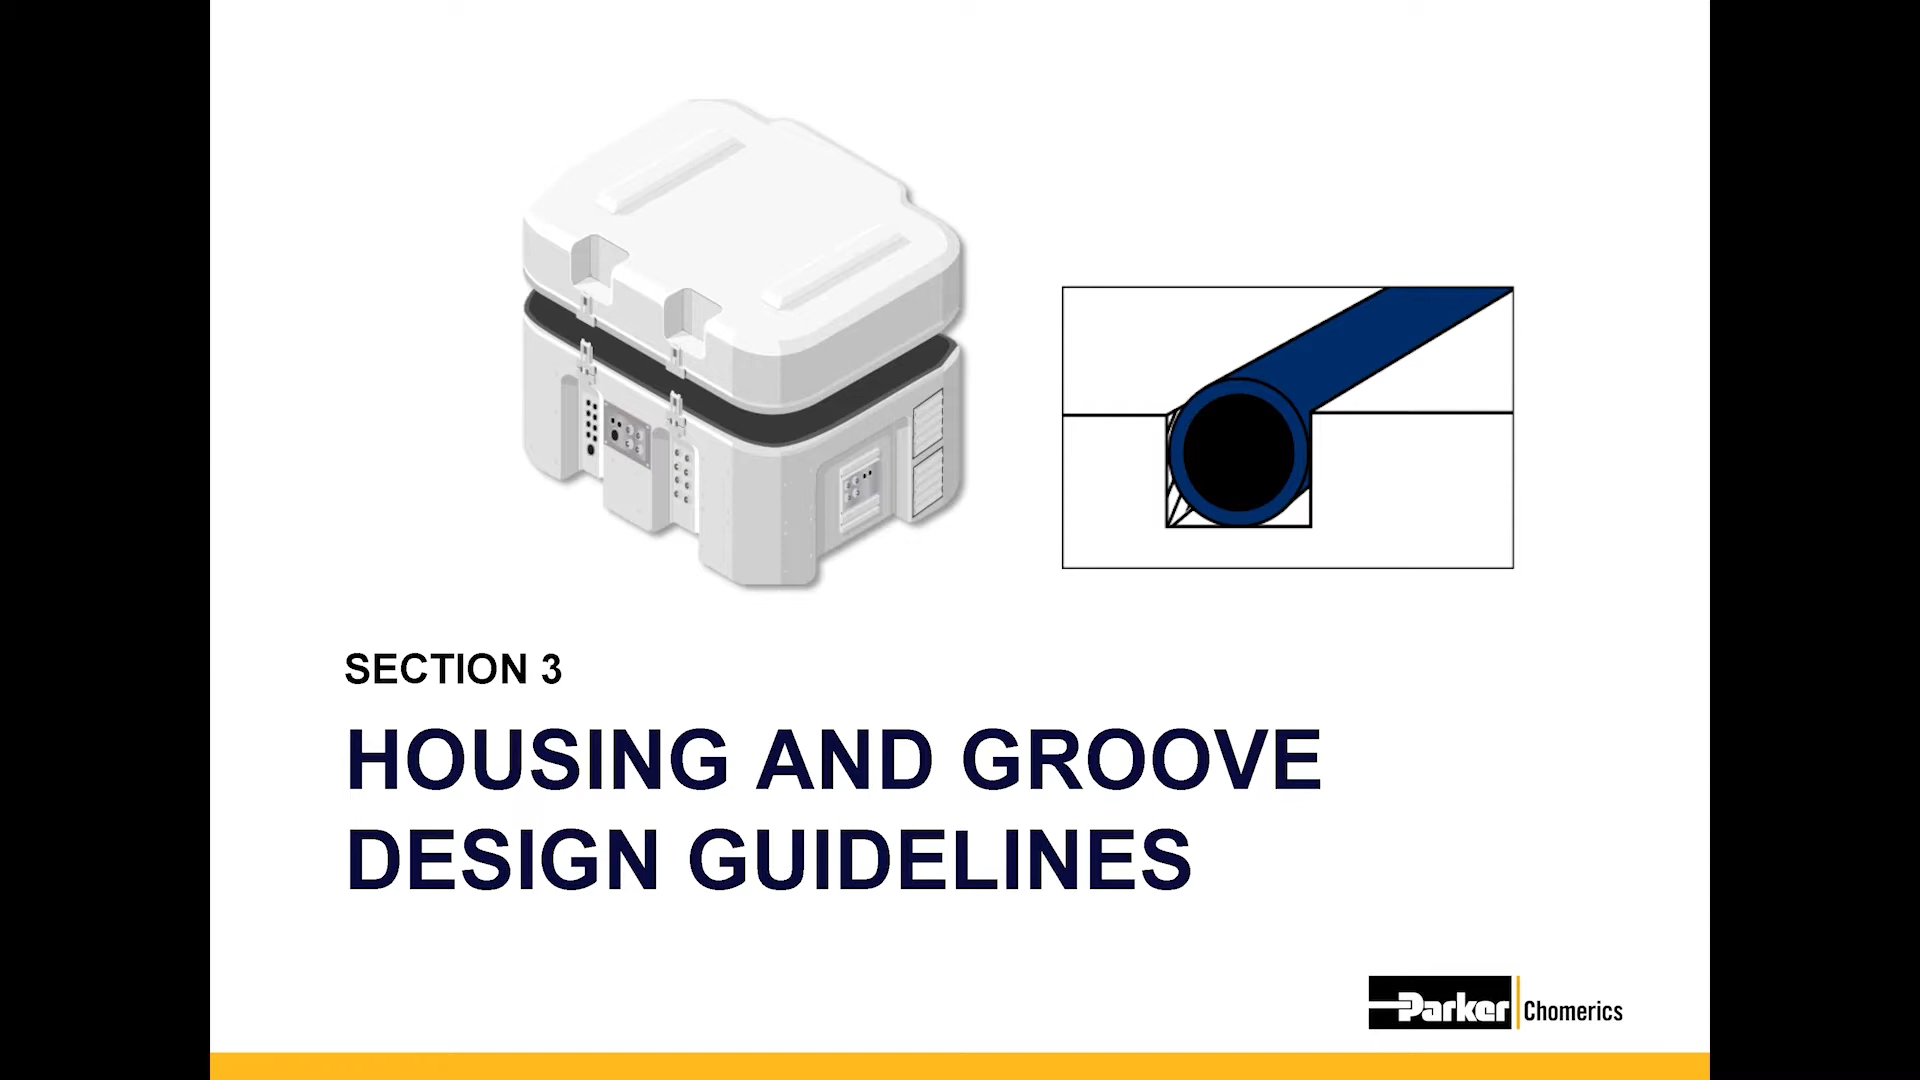 SECTION 3
HOUSING AND GROOVE
DESIGN GUIDELINES
Parker Chomerics